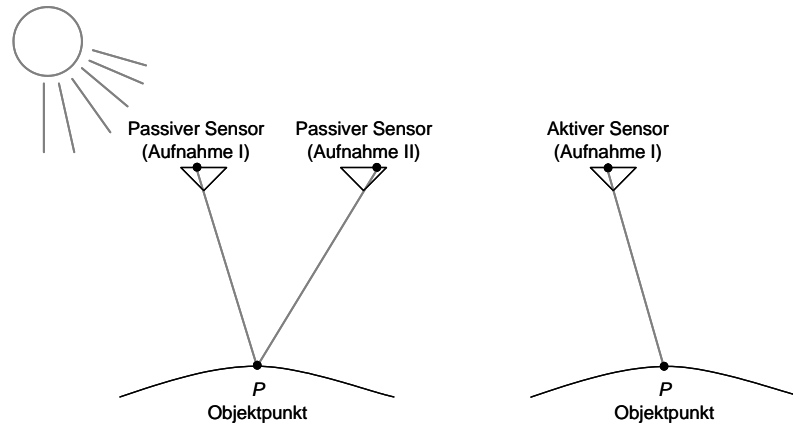 Passiver Sensor
(Aufnahme I)
Passiver Sensor
(Aufnahme II)
Aktiver Sensor
(Aufnahme I)
P
Objektpunkt
P
Objektpunkt